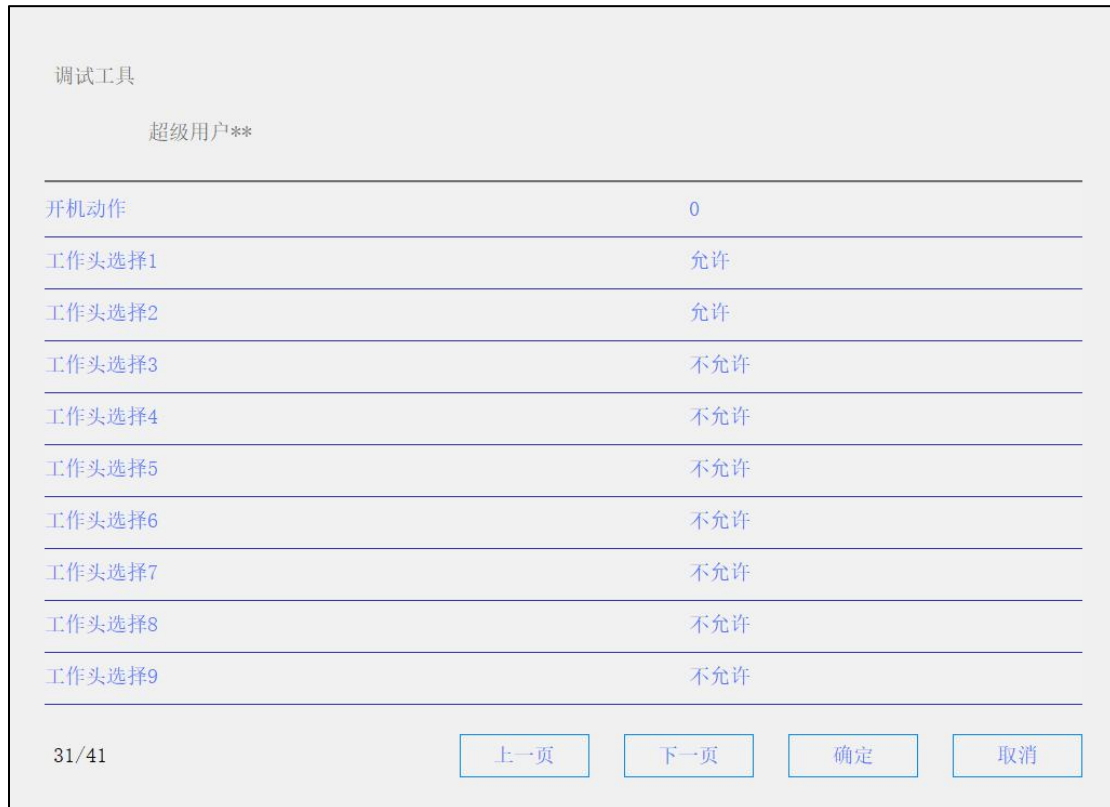 调试工具
超级用户**
开机动作 0
工作头选择1 允许
工作头选择2 允许
工作头选择3 不允许
工作头选择4 不允许
工作头选择5 不允许
工作头选择6 不允许
工作头选择7 不允许
工作头选择8 不允许
工作头选择9 不允许
31/41 上一页 下一页 确定 取消